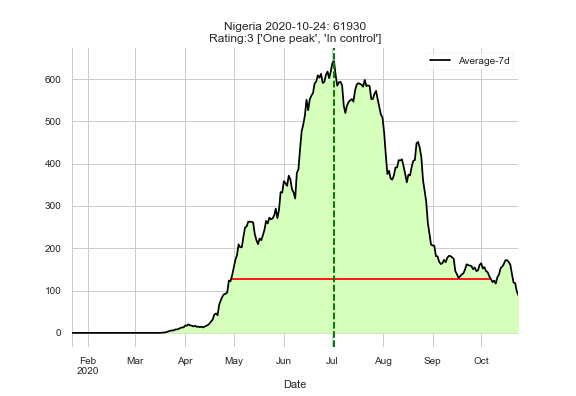 Nigeria 2020-10-24: 61930
Rating:3 ['One peak', 'In control']
Average-7d
600
500
400
300
200
100
0
Feb
2020
Mar
Apr
May
Jun
Jul
Aug
Sep
Oct
Date